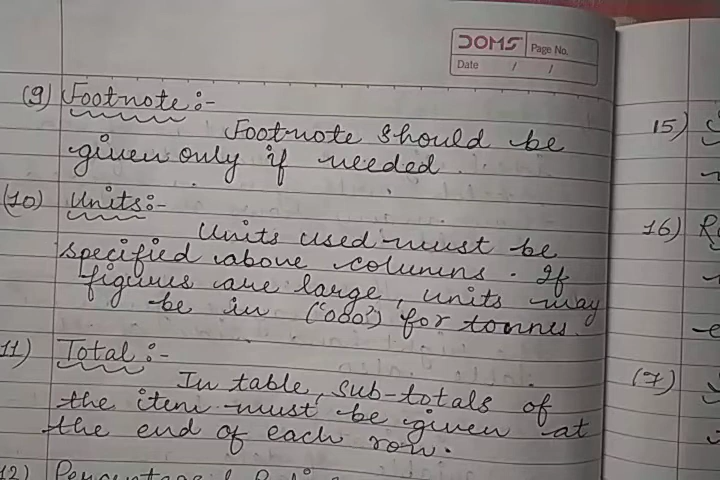 DOMS Page No.
Date / /
(9) Footnote:-
Footnote should be
given only if needed.
(10) Units:-
Units used must be
specified above columns. If
figures are large, units may
be in ('000') for tonnes.
11) Total:-
In table, sub-totals of
the item must be given at
the end of each row.
12)
15)
16)
(7)